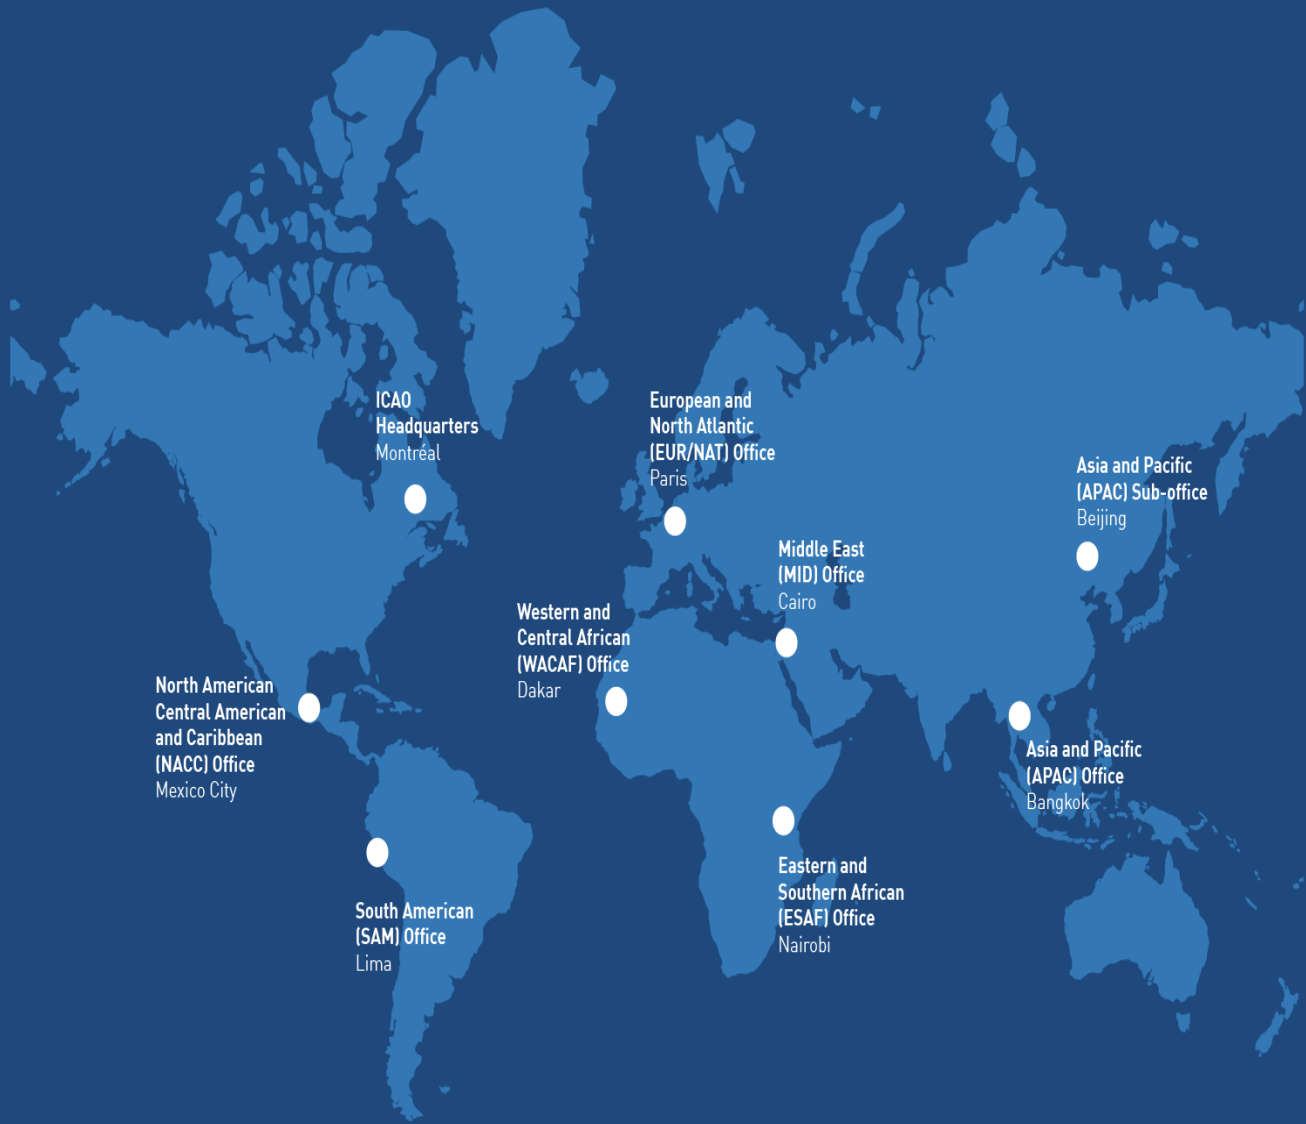 ICAO
Headquarters
Montréal
European and
North Atlantic
(EUR/NAT) Office
Paris
Asia and Pacific
(APAC) Sub-office
Beijing
Middle East
(MID) Office
Cairo
Western and
Central African
(WACAF) Office
Dakar
North American
Central American
and Caribbean
(NACC) Office
Mexico City
Asia and Pacific
(APAC) Office
Bangkok
Eastern and
Southern African
(ESAF) Office
Nairobi
South American
(SAM) Office
Lima